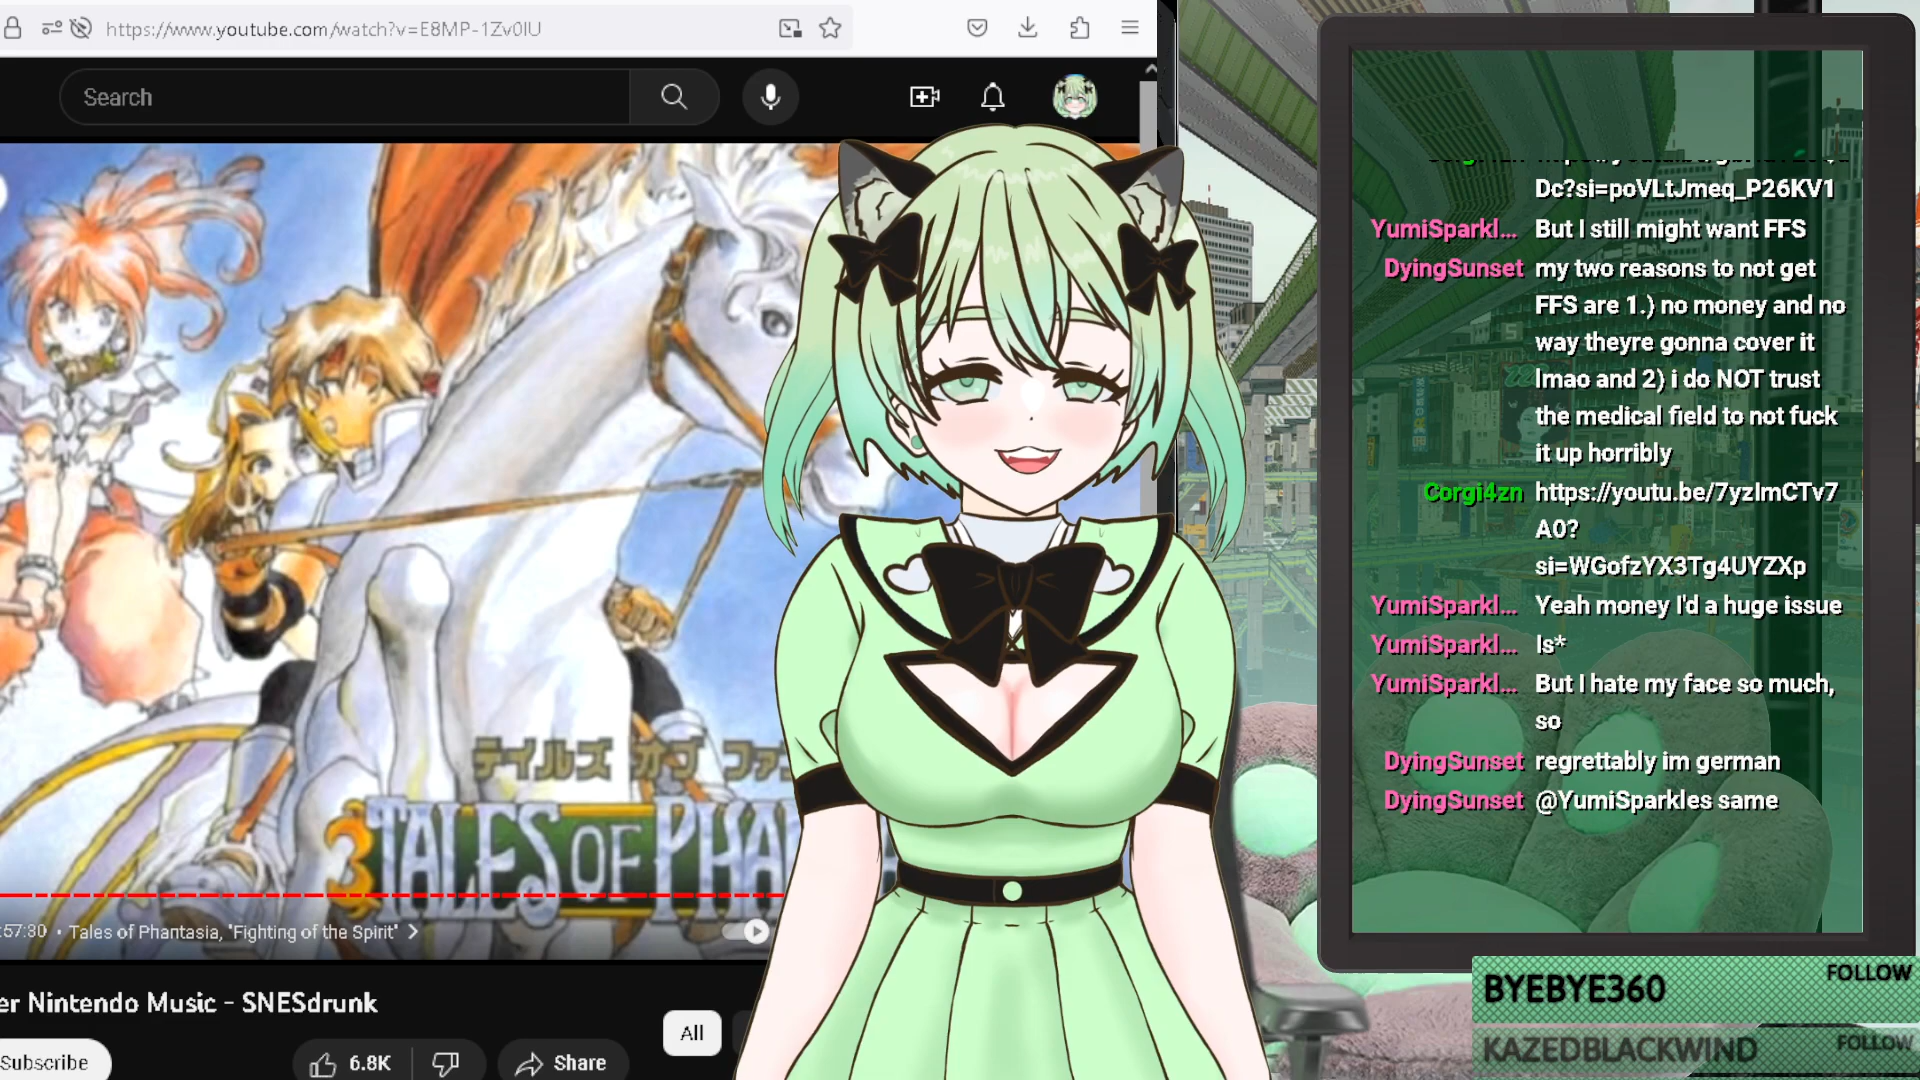 https://www.youtube.com/watch?v=E8MP-1Zv0IU
Search
テイルズ オブ ファ
TALES OF PHA
:57:30 • Tales of Phantasia, "Fighting of the Spirit" >
er Nintendo Music - SNESdrunk
All
Subscribe
6.8K
Share
Dc?si=poVLtJmeq_P26KV1
YumiSparkl... But I still might want FFS
DyingSunset my two reasons to not get
FFS are 1.) no money and no
way theyre gonna cover it
lmao and 2) i do NOT trust
the medical field to not fuck
it up horribly
Corgi4zn https://youtu.be/7yzImCTv7
A0?
si=WGofzYX3Tg4UYZXp
YumiSparkl... Yeah money I'd a huge issue
YumiSparkl... Is*
YumiSparkl... But I hate my face so much,
so
DyingSunset regrettably im german
DyingSunset @YumiSparkles same
BYEBYE360 FOLLOW
KAZEDBLACKWIND FOLLOW